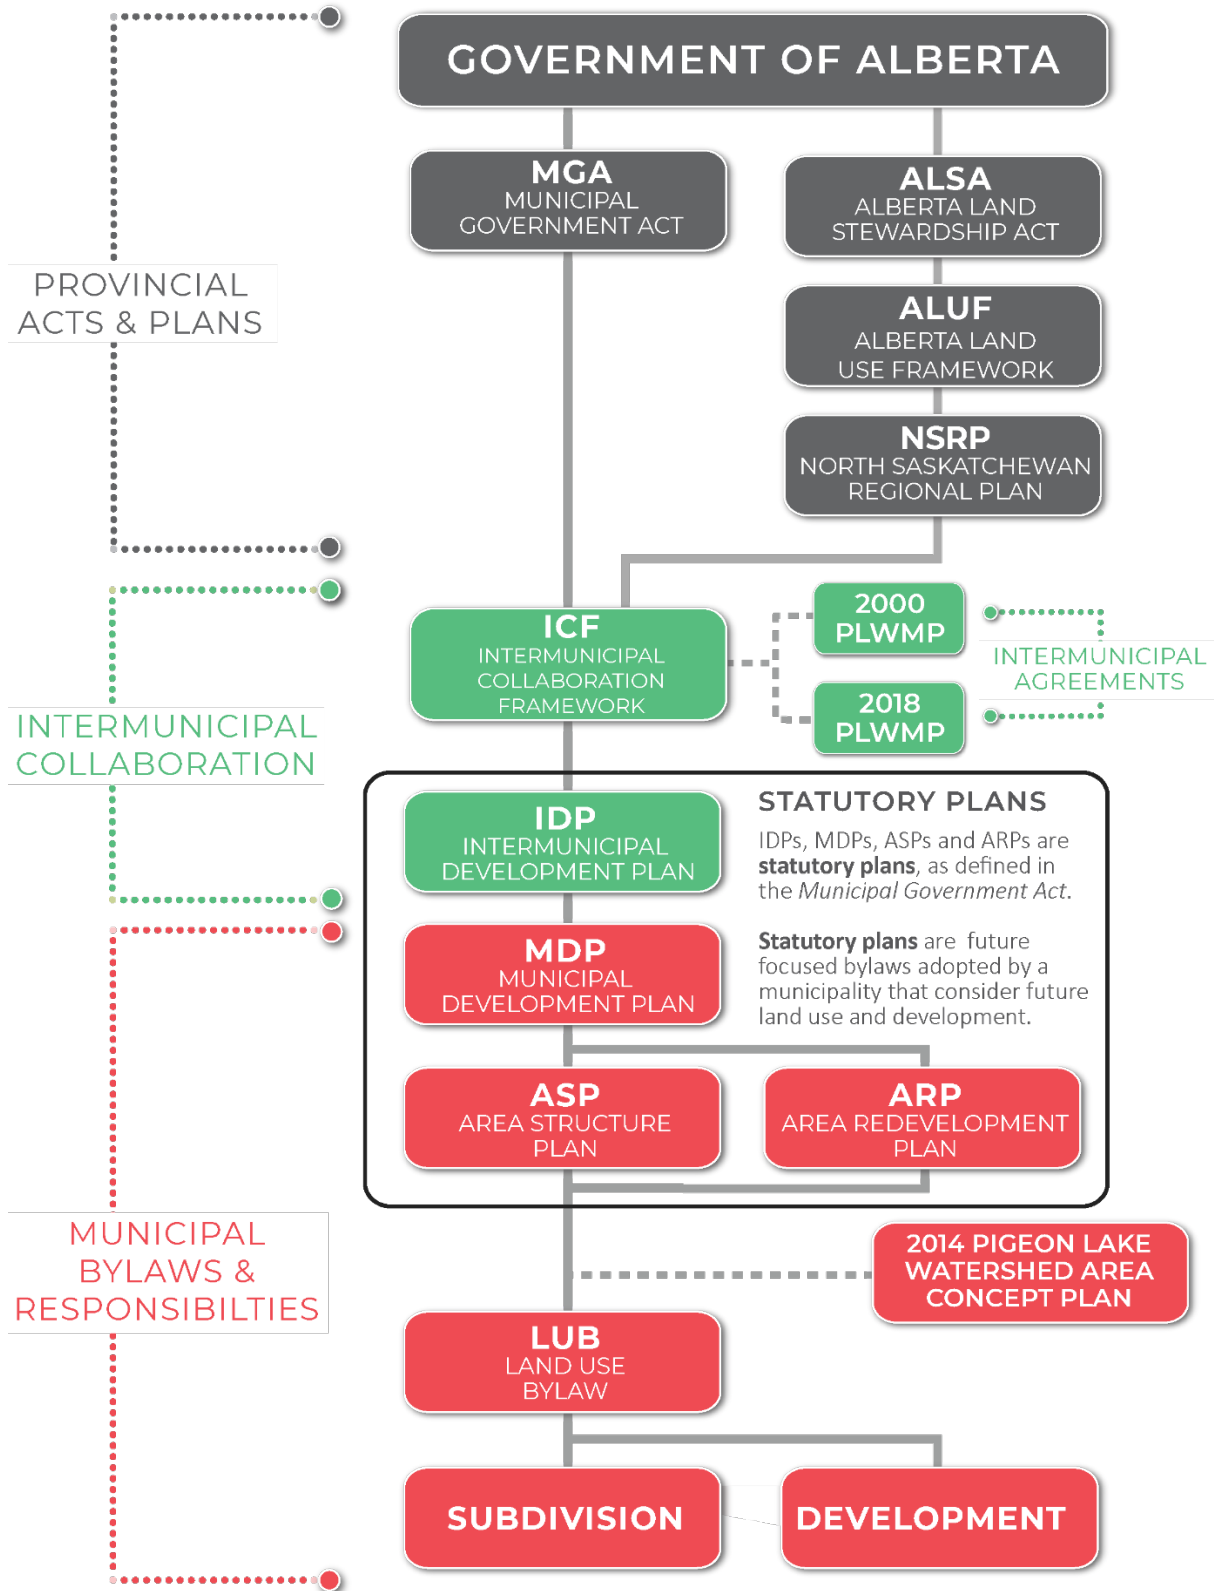 GOVERNMENT OF ALBERTA
MGA
MUNICIPAL
GOVERNMENT ACT
ALSA
ALBERTA LAND
STEWARDSHIP ACT
PROVINCIAL
ACTS & PLANS
ALUF
ALBERTA LAND
USE FRAMEWORK
NSRP
NORTH SASKATCHEWAN
REGIONAL PLAN
ICF
INTERMUNICIPAL
COLLABORATION
FRAMEWORK
2000
PLWMP
2018
PLWMP
INTERMUNICIPAL
AGREEMENTS
INTERMUNICIPAL
COLLABORATION
IDP
INTERMUNICIPAL
DEVELOPMENT PLAN
STATUTORY PLANS
IDPs, MDPs, ASPs and ARPs are
statutory plans, as defined in
the Municipal Government Act.
Statutory plans are future
focused bylaws adopted by a
municipality that consider future
land use and development.
MDP
MUNICIPAL
DEVELOPMENT PLAN
ASP
AREA STRUCTURE
PLAN
ARP
AREA REDEVELOPMENT
PLAN
MUNICIPAL
BYLAWS &
RESPONSIBILTIES
2014 PIGEON LAKE
WATERSHED AREA
CONCEPT PLAN
LUB
LAND USE
BYLAW
SUBDIVISION
DEVELOPMENT